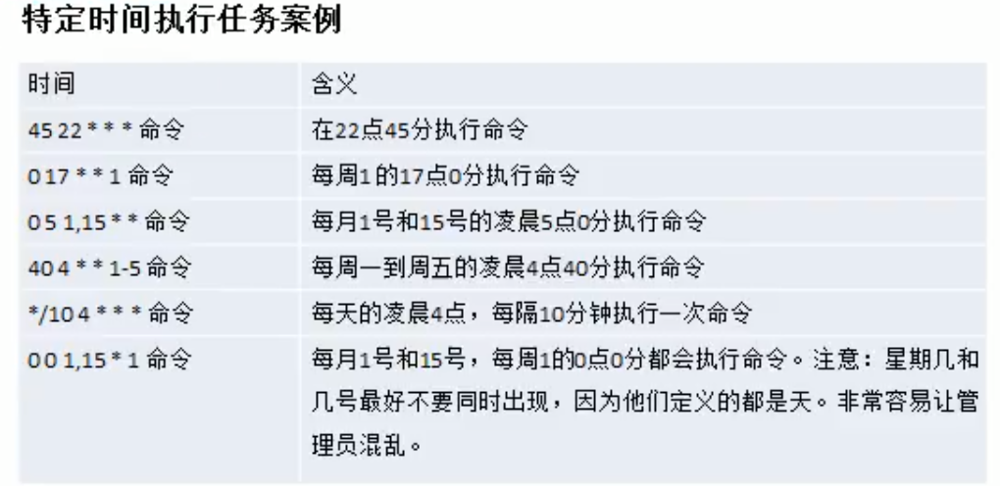 特定时间执行任务案例
时间 含义
45 22 * * * 命令 在22点45分执行命令
0 17 * * 1 命令 每周1 的17点0分执行命令
0 5 1,15 * * 命令 每月1号和15号的凌晨5点0分执行命令
40 4 * * 1-5 命令 每周一到周五的凌晨4点40分执行命令
*/10 4 * * * 命令 每天的凌晨4点，每隔10分钟执行一次命令
0 0 1,15 * 1 命令 每月1号和15号，每周1的0点0分都会执行命令。注意：星期几和
几号最好不要同时出现，因为他们定义的都是天。非常容易让管
理员混乱。